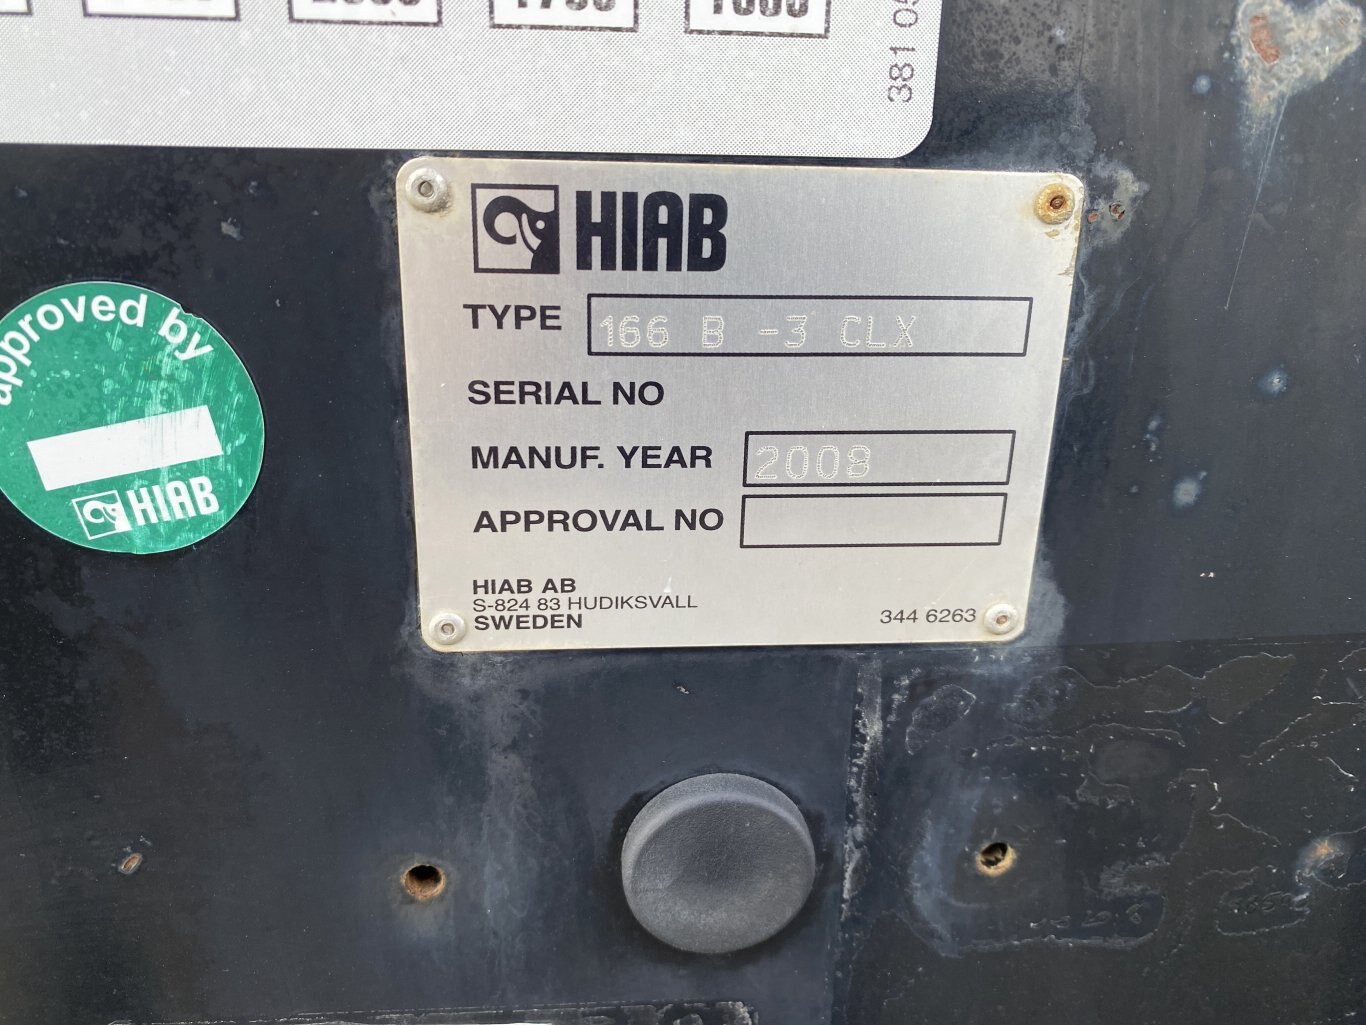 381 05
HIAB
TYPE 166 B -3 CLX
SERIAL NO
MANUF. YEAR 2008
APPROVAL NO
HIAB AB
S-824 83 HUDIKSVALL
SWEDEN
344 6263
approved by
HIAB